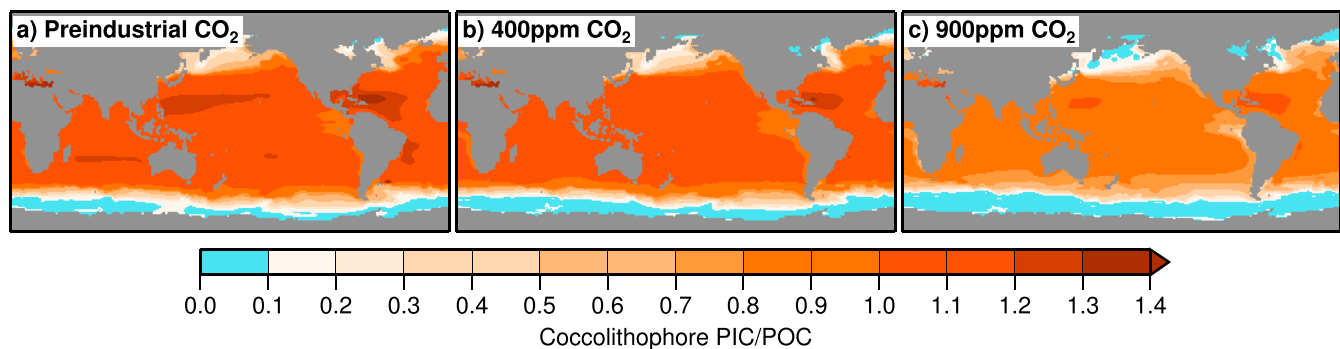 a) Preindustrial CO₂
b) 400ppm CO₂
c) 900ppm CO₂
0.0 0.1 0.2 0.3 0.4 0.5 0.6 0.7 0.8 0.9 1.0 1.1 1.2 1.3 1.4
Coccolithophore PIC/POC